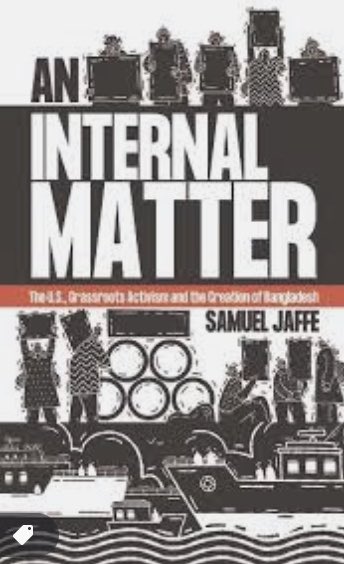 AN
INTERNAL
MATTER
The U.S., Grassroots Activism and the Creation of Bangladesh
SAMUEL JAFFE